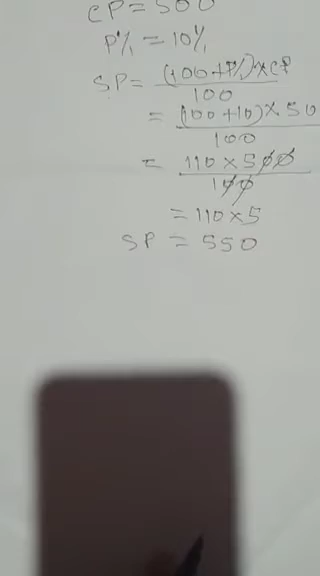 CP = 500
P% = 10%
SP = (100+P%)×CP
100
= (100+10)×50
100
= 110×500
100
= 110×5
SP = 550